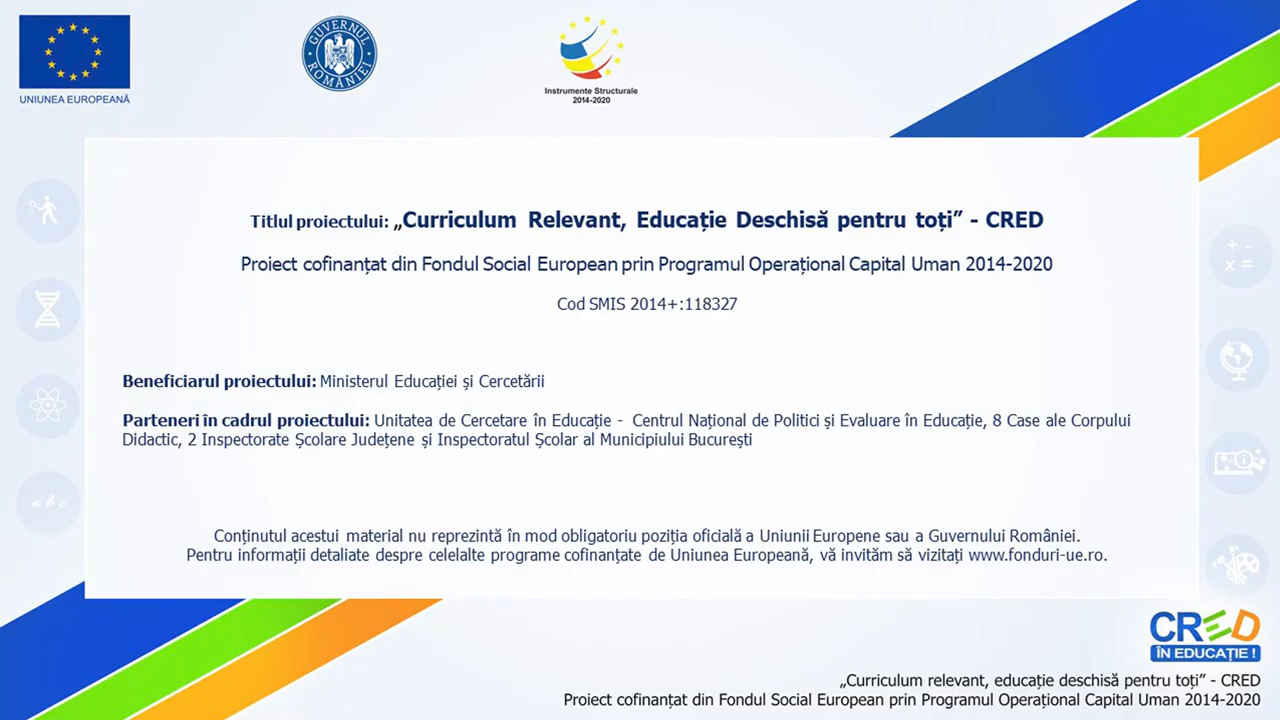 UNIUNEA EUROPEANĂ
GUVERNUL ROMÂNIEI
Instrumente Structurale
2014-2020
Titlul proiectului: „Curriculum Relevant, Educație Deschisă pentru toți” - CRED
Proiect cofinanțat din Fondul Social European prin Programul Operațional Capital Uman 2014-2020
Cod SMIS 2014+:118327
Beneficiarul proiectului: Ministerul Educației și Cercetării
Parteneri în cadrul proiectului: Unitatea de Cercetare în Educație - Centrul Național de Politici și Evaluare în Educație, 8 Case ale Corpului
Didactic, 2 Inspectorate Școlare Județene și Inspectoratul Școlar al Municipiului București
a b c
Conținutul acestui material nu reprezintă în mod obligatoriu poziția oficială a Uniunii Europene sau a Guvernului României.
Pentru informații detaliate despre celelalte programe cofinanțate de Uniunea Europeană, vă invităm să vizitați www.fonduri-ue.ro.
CRED
ÎN EDUCAȚIE !
„Curriculum relevant, educație deschisă pentru toți” - CRED
Proiect cofinanțat din Fondul Social European prin Programul Operațional Capital Uman 2014-2020